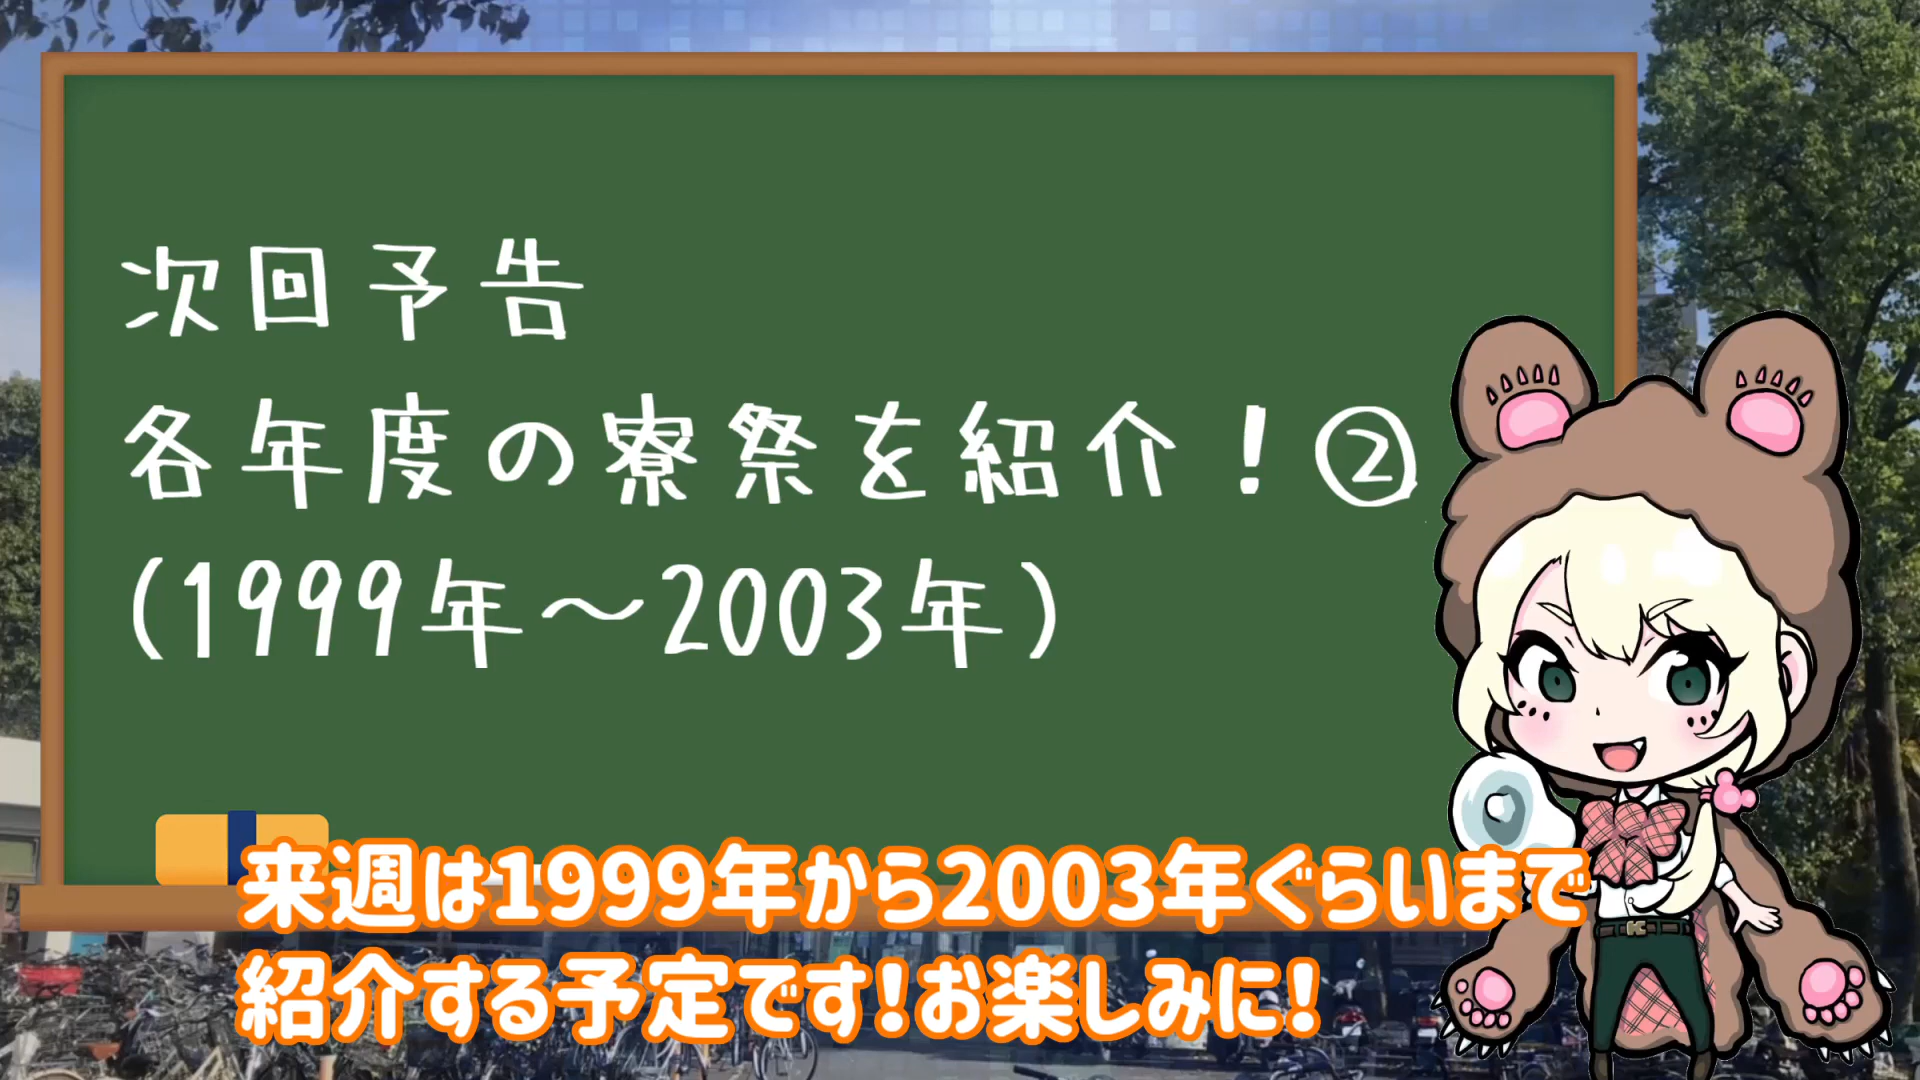 次回予告
各年度の寮祭を紹介！②
(1999年～2003年)
来週は1999年から2003年ぐらいまで
紹介する予定です!お楽しみに!